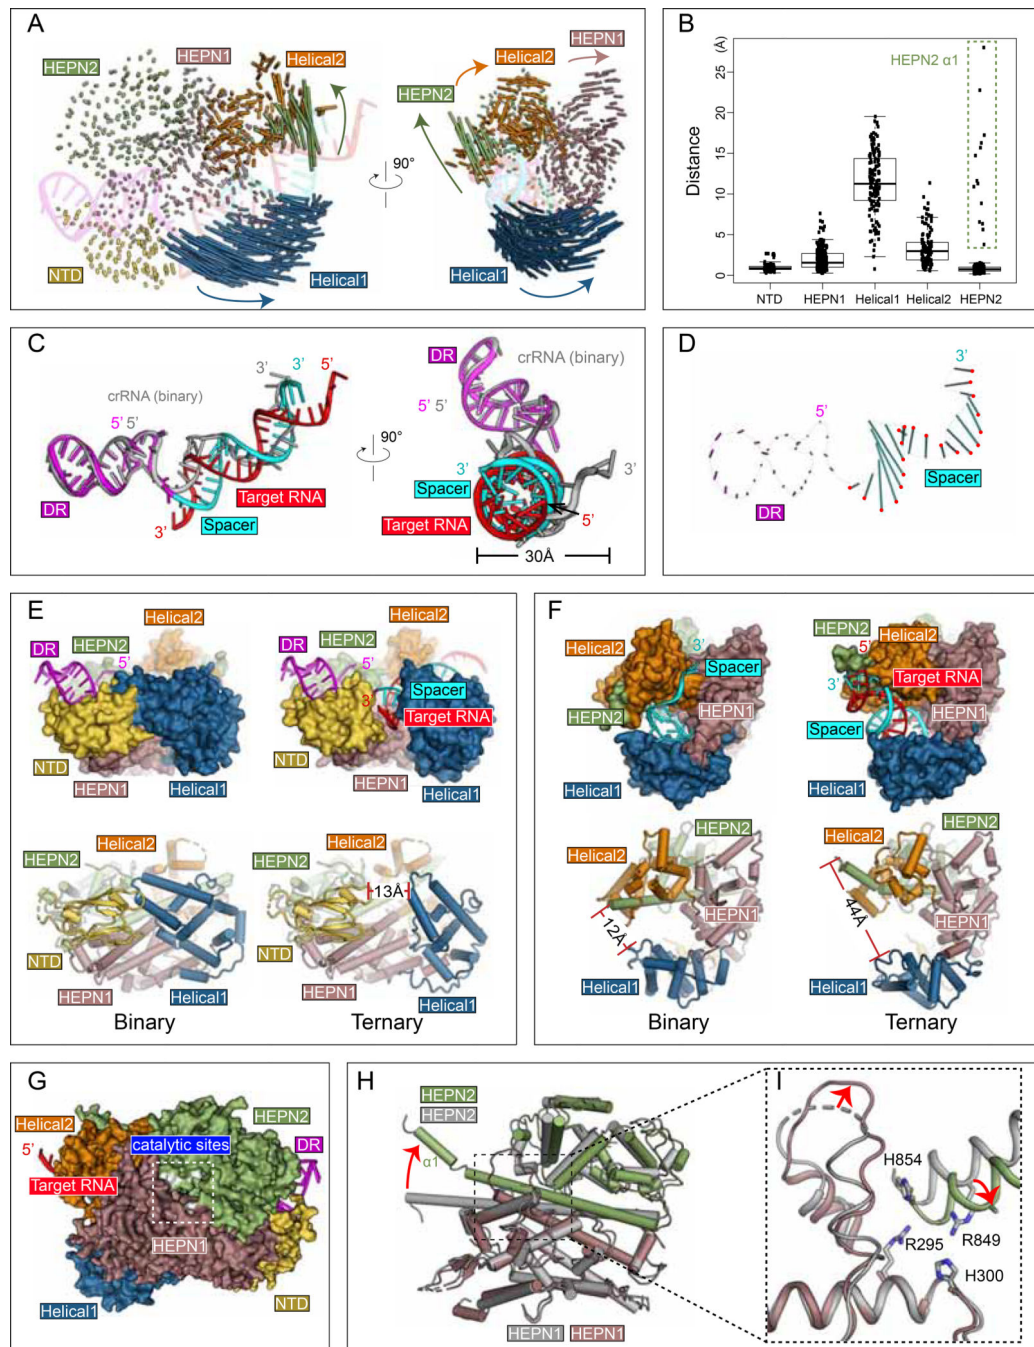 A
HEPN2
HEPN1
Helical2
NTD
Helical1
90°
HEPN2
Helical2
HEPN1
Helical1
B
(Å)
HEPN2 α1
Distance
25
20
15
10
5
0
NTD HEPN1 Helical1 Helical2 HEPN2
C
crRNA (binary)
5' 5'
3' 3' 5'
DR
Target RNA
Spacer
3'
90°
DR
crRNA (binary)
5' 5'
3'
3'
Spacer
Target RNA
5'
30Å
D
3'
5'
Spacer
DR
E
Helical2
DR HEPN2
5'
NTD
HEPN1
Helical1
Helical2
DR HEPN2
5'
3'
Spacer
Target RNA
NTD
HEPN1
Helical1
Helical2
HEPN2
NTD
HEPN1
Helical1
Binary
Helical2
HEPN2
13Å
NTD
HEPN1
Helical1
Ternary
F
Helical2
3'
Spacer
HEPN1
HEPN2
Helical1
HEPN2
Helical2
5'
3'
Target RNA
HEPN1
Spacer
Helical1
HEPN2
Helical2
HEPN1
12Å
Helical1
Binary
HEPN2
Helical2
HEPN1
44Å
Helical1
Ternary
G
Helical2
HEPN2
5'
catalytic sites
DR
Target RNA
HEPN1
Helical1
NTD
H
HEPN2
HEPN2
α1
HEPN1 HEPN1
I
H854
R295
R849
H300